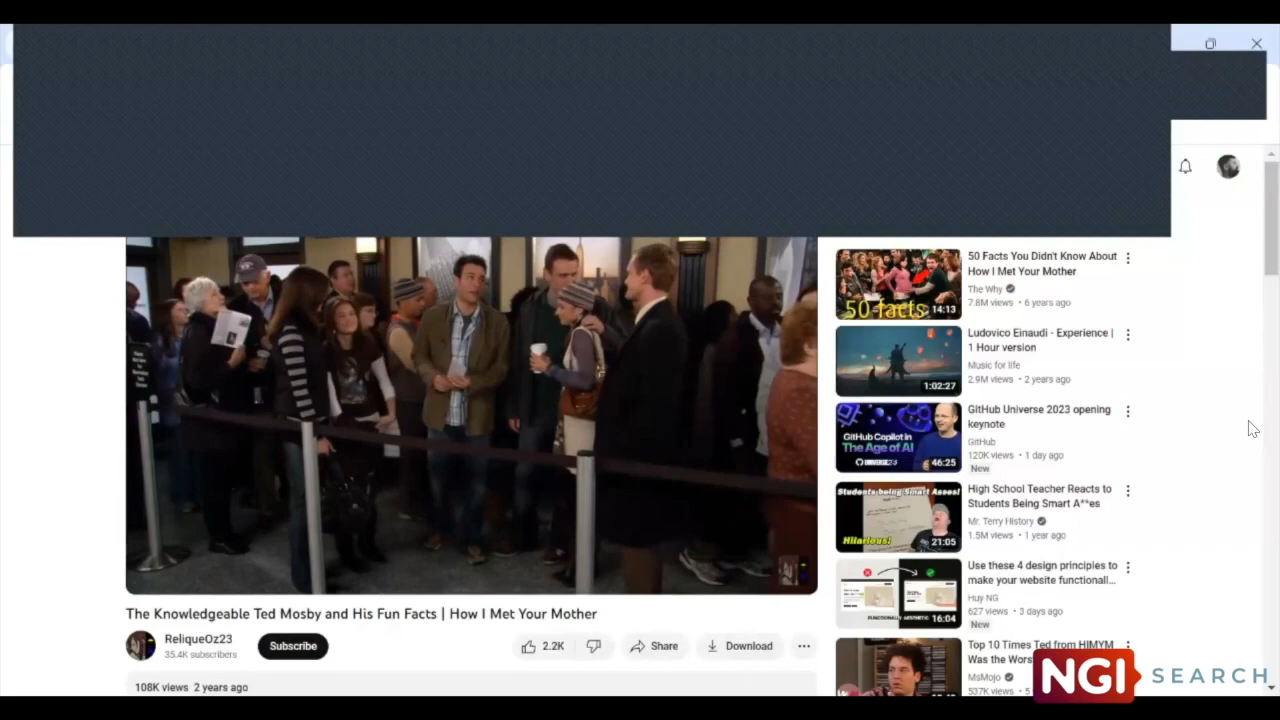 50 Facts You Didn't Know About
How I Met Your Mother
The Why
7.8M views • 6 years ago
50 facts
14:13
Ludovico Einaudi - Experience |
1 Hour version
Music for life
2.9M views • 2 years ago
1:02:27
GitHub Universe 2023 opening
keynote
GitHub
120K views • 1 day ago
New
GitHub Copilot in
The Age of AI
UNIVERSE'23
46:25
High School Teacher Reacts to
Students Being Smart A**es
Mr. Terry History
1.5M views • 1 year ago
Students being Smart Asses!
Hilarious!
21:05
Use these 4 design principles to
make your website functionall...
Huy NG
627 views • 3 days ago
New
FUNCTIONALLY AESTHETIC
16:04
Top 10 Times Ted from HIMYM
Was the Wors
MsMojo
537K views • 5
The Knowledgeable Ted Mosby and His Fun Facts | How I Met Your Mother
ReliqueOz23
35.4K subscribers
Subscribe
2.2K
Share
Download
108K views 2 years ago
NGI SEARCH